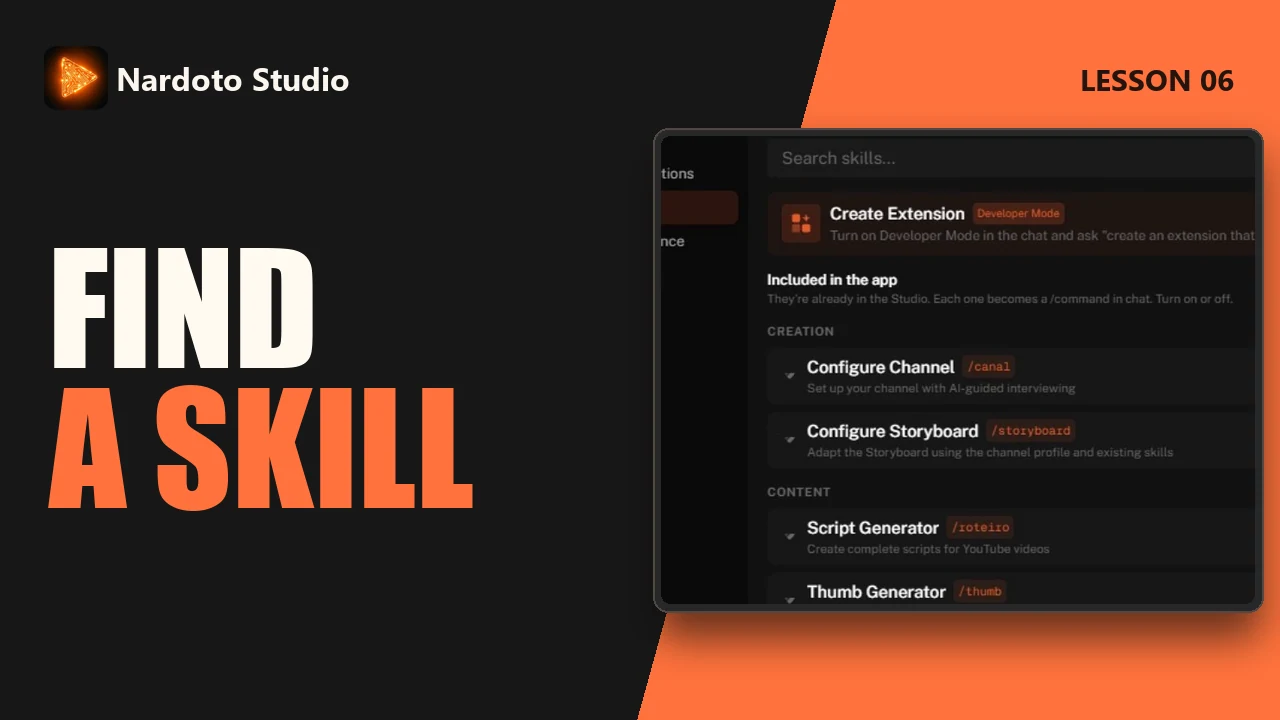 Nardoto Studio
LESSON 06
FIND
A SKILL
tions
nce
Search skills...
Create Extension Developer Mode
Turn on Developer Mode in the chat and ask "create an extension that
Included in the app
They're already in the Studio. Each one becomes a /command in chat. Turn on or off.
CREATION
Configure Channel /canal
Set up your channel with AI-guided interviewing
Configure Storyboard /storyboard
Adapt the Storyboard using the channel profile and existing skills
CONTENT
Script Generator /roteiro
Create complete scripts for YouTube videos
Thumb Generator /thumb